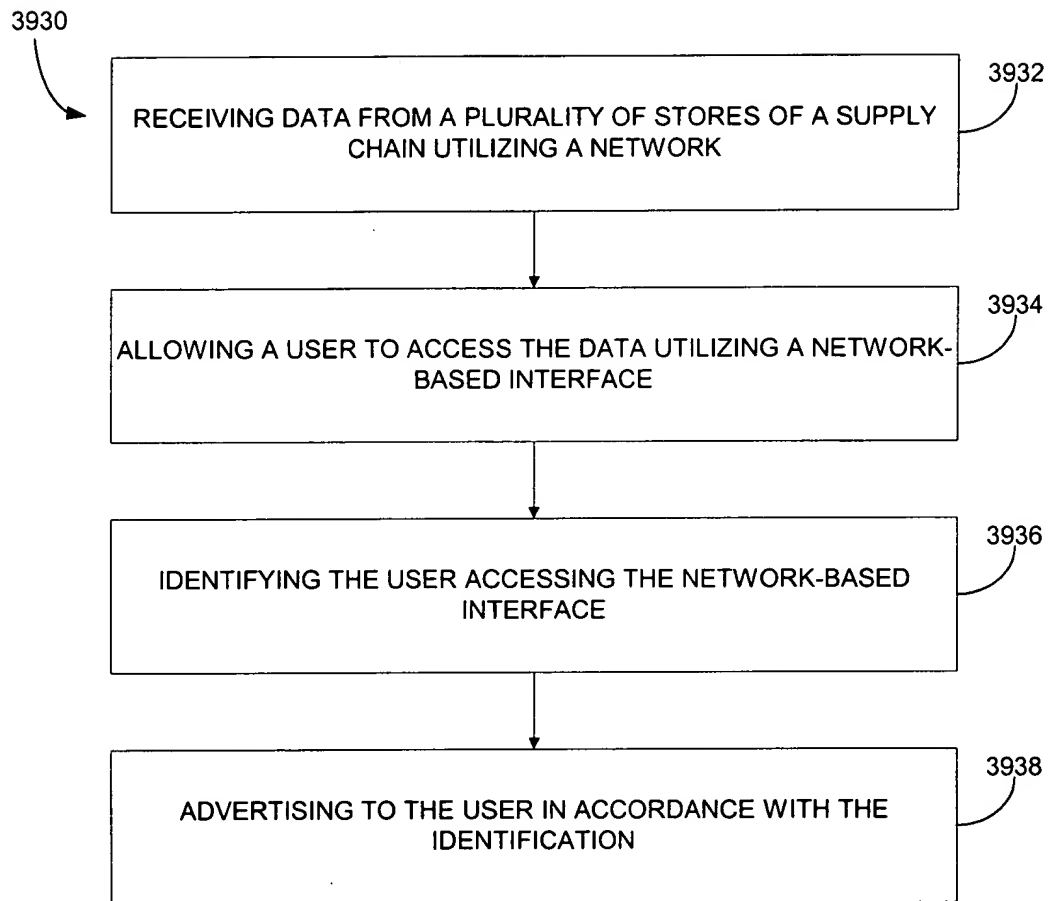 3930
3932
RECEIVING DATA FROM A PLURALITY OF STORES OF A SUPPLY
CHAIN UTILIZING A NETWORK
3934
ALLOWING A USER TO ACCESS THE DATA UTILIZING A NETWORK-
BASED INTERFACE
3936
IDENTIFYING THE USER ACCESSING THE NETWORK-BASED
INTERFACE
3938
ADVERTISING TO THE USER IN ACCORDANCE WITH THE
IDENTIFICATION